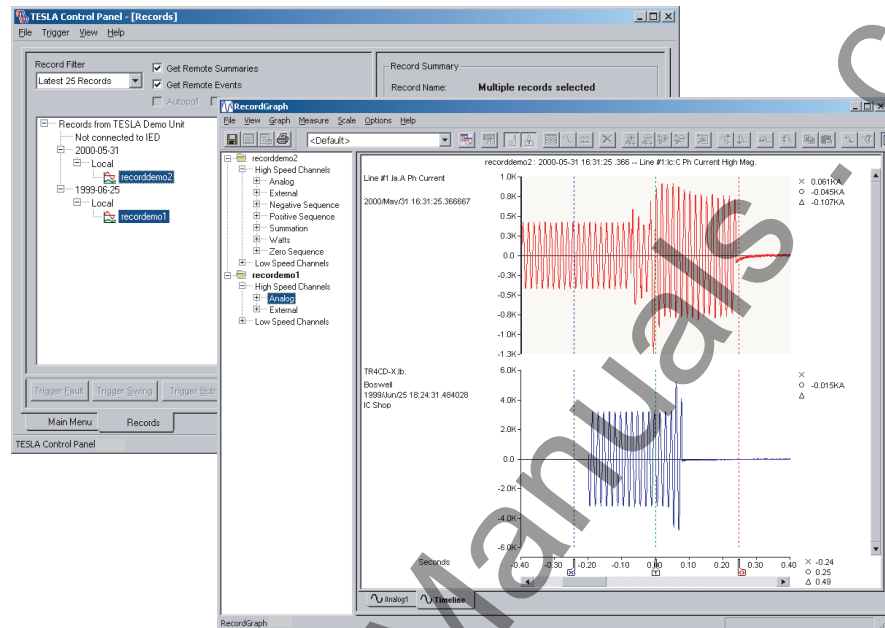 TESLA Control Panel - [Records]
File Trigger View Help
Record Filter
Latest 25 Records
Get Remote Summaries
Get Remote Events
Autopoll
Record Summary
Record Name: Multiple records selected
Records from TESLA Demo Unit
Not connected to IED
2000-05-31
Local
recorddemo2
1999-06-25
Local
recordemo1
Trigger Fault Trigger Swing Trigger Both
Main Menu Records
TESLA Control Panel
RecordGraph
File View Graph Measure Scale Options Help
<Default>
recorddemo2
High Speed Channels
Analog
External
Negative Sequence
Positive Sequence
Summation
Watts
Zero Sequence
Low Speed Channels
recordemo1
High Speed Channels
Analog
External
Low Speed Channels
recorddemo2 : 2000-05-31 16:31:25 .366 -- Line #1:Ic:C Ph Current High Mag.
Line #1.Ia.A Ph Current
2000/May/31 16:31:25.366667
1.0K
0.8K
0.5K
0.3K
0.0
-0.3K
-0.5K
-0.8K
-1.0K
-1.3K
X 0.061KA
O -0.045KA
Δ -0.107KA
TR4CD-X.Ib.
Boswell
1999/Jun/25 18:24:31.484028
IC Shop
6.0K
4.0K
2.0K
0.0
-2.0K
-4.0K
-6.0K
X
O -0.015KA
Δ
Seconds
-0.40 -0.30 -0.20 -0.10 0.00 0.10 0.20 0.30 0.40
X T O
X -0.24
O 0.25
Δ 0.49
Analog1 Timeline
RecordGraph
Manuals.